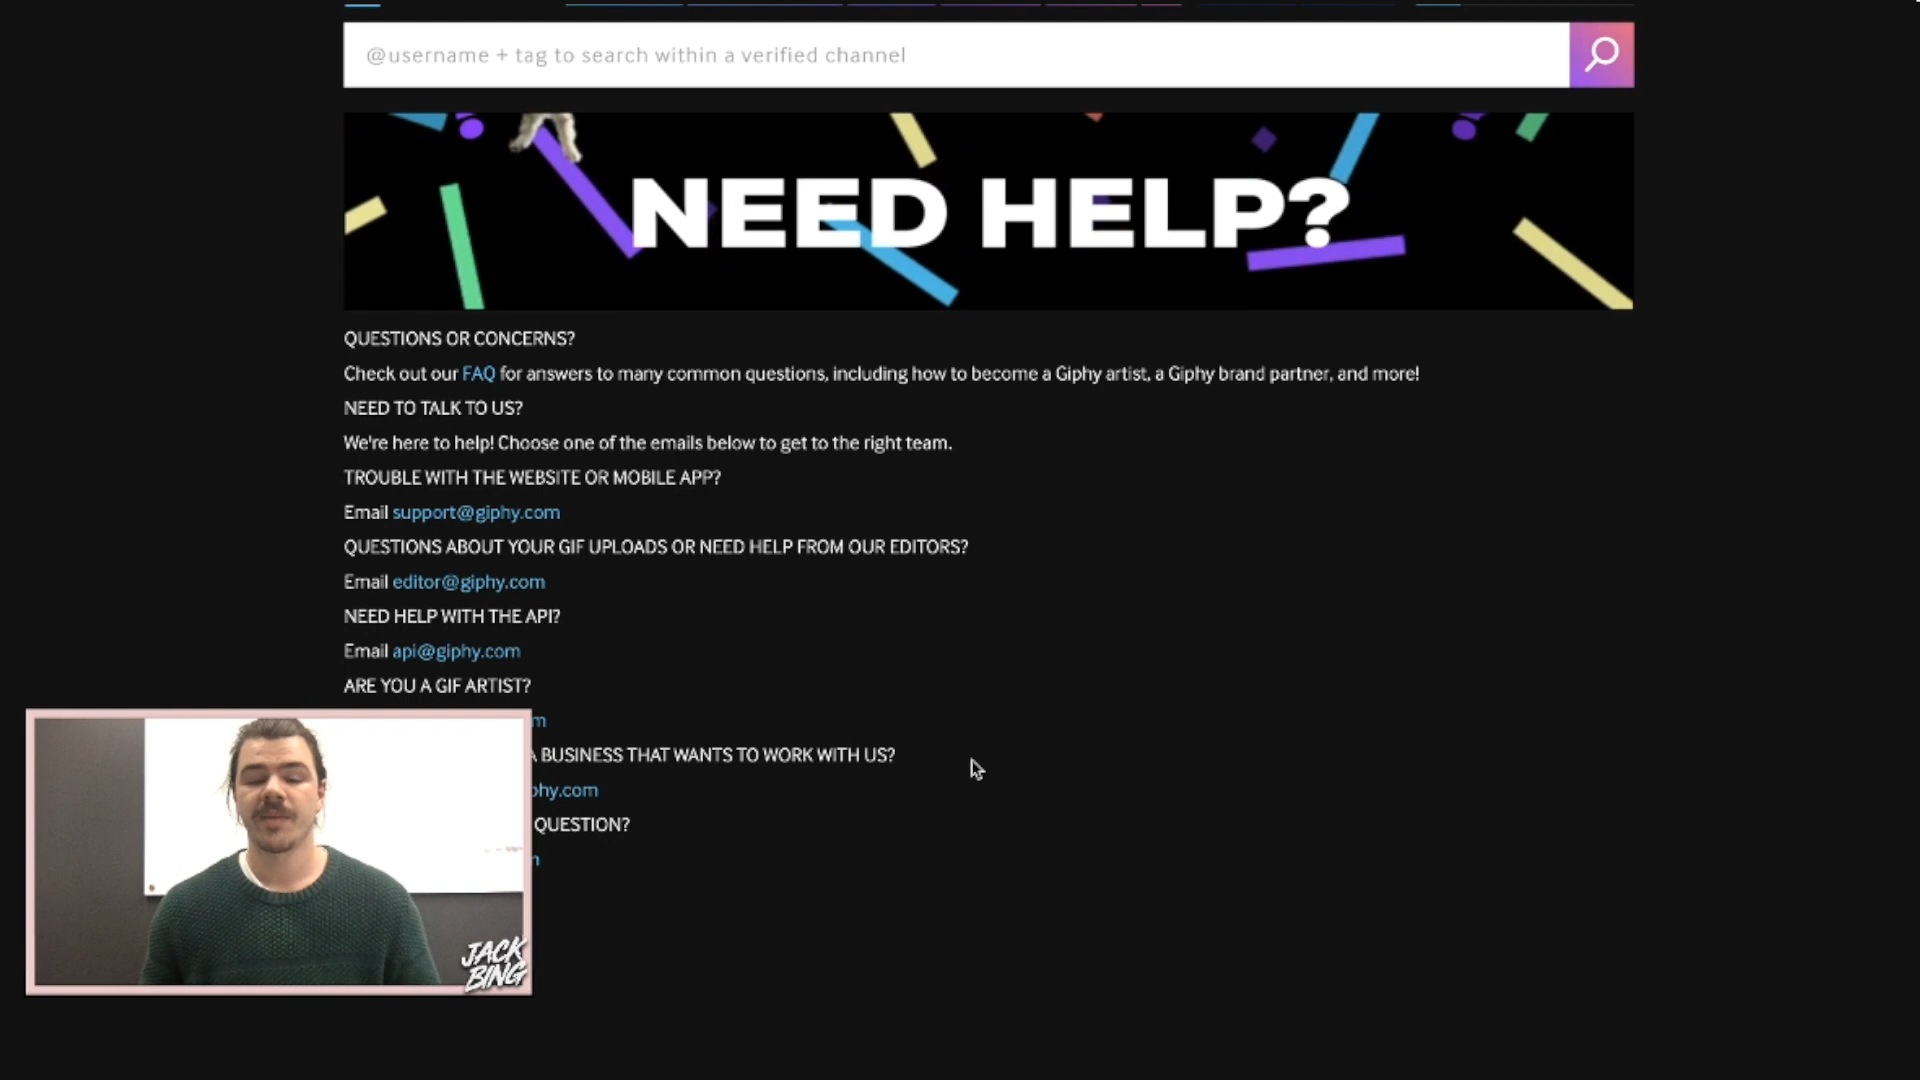 @username + tag to search within a verified channel
NEED HELP?
QUESTIONS OR CONCERNS?
Check out our FAQ for answers to many common questions, including how to become a Giphy artist, a Giphy brand partner, and more!
NEED TO TALK TO US?
We're here to help! Choose one of the emails below to get to the right team.
TROUBLE WITH THE WEBSITE OR MOBILE APP?
Email support@giphy.com
QUESTIONS ABOUT YOUR GIF UPLOADS OR NEED HELP FROM OUR EDITORS?
Email editor@giphy.com
NEED HELP WITH THE API?
Email api@giphy.com
ARE YOU A GIF ARTIST?
m
A BUSINESS THAT WANTS TO WORK WITH US?
phy.com
QUESTION?
JACK
BING